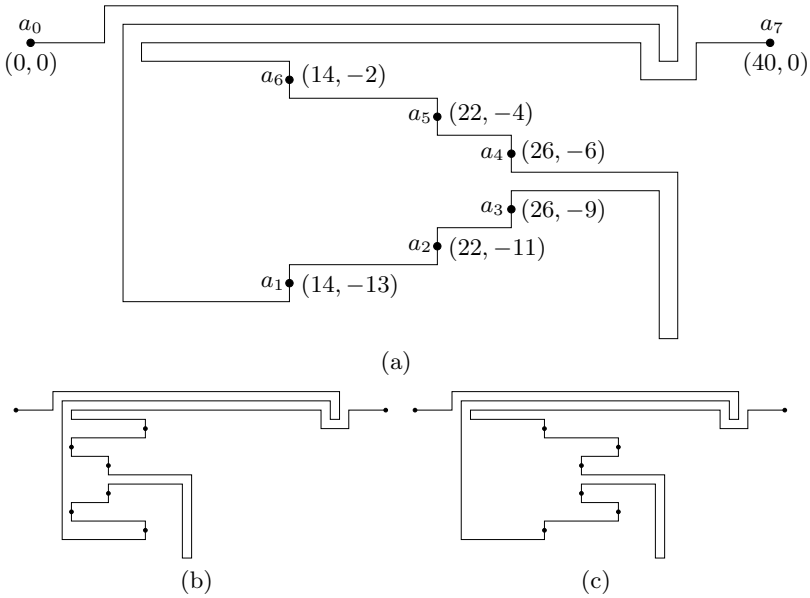 a₀
(0, 0)
a₇
(40, 0)
a₆ (14, −2)
a₅ (22, −4)
a₄ (26, −6)
a₃ (26, −9)
a₂ (22, −11)
a₁ (14, −13)
(a)
(b)
(c)